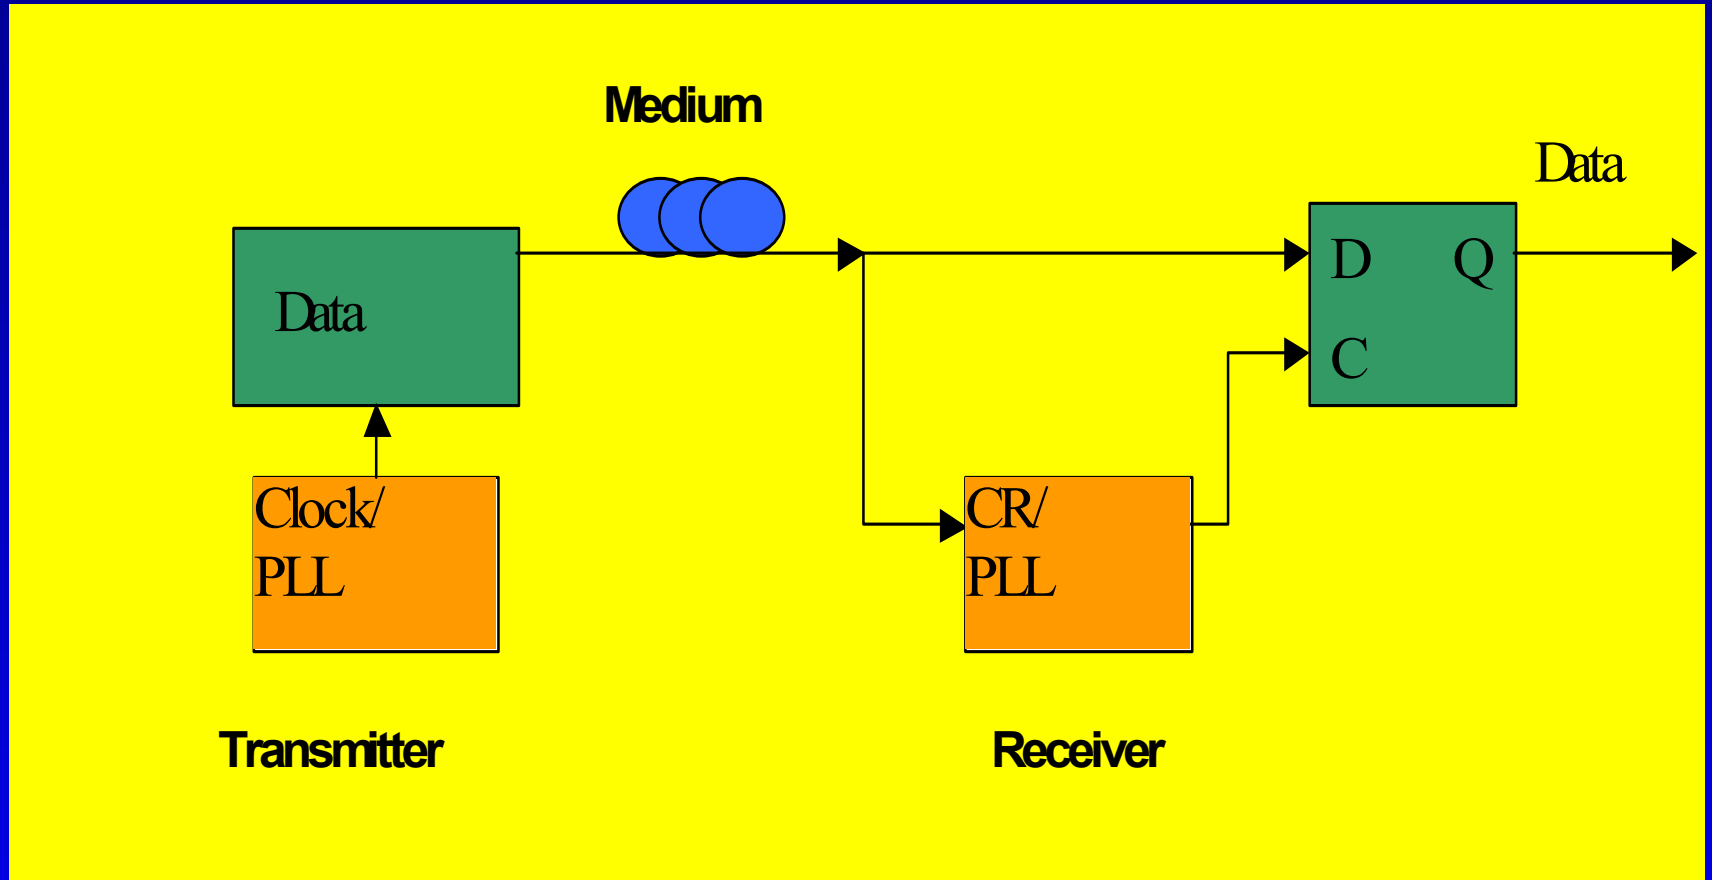 Medium
Data
Data
D Q
C
Clock/
PLL
CR/
PLL
Transmitter
Receiver